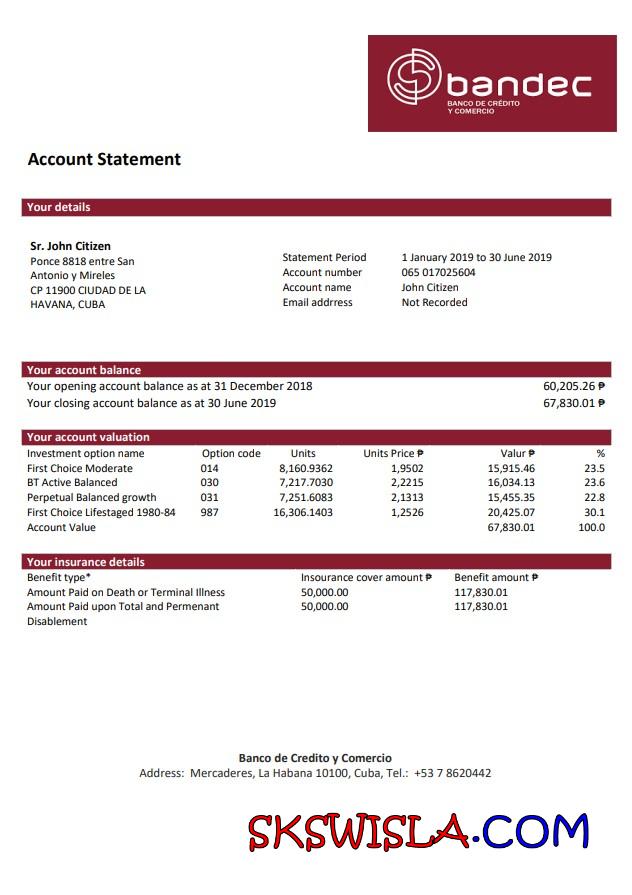 bandec
BANCO DE CRÉDITO
Y COMERCIO
Account Statement
Your details
Sr. John Citizen
Ponce 8818 entre San
Antonio y Mireles
CP 11900 CIUDAD DE LA
HAVANA, CUBA
Statement Period 1 January 2019 to 30 June 2019
Account number 065 017025604
Account name John Citizen
Email addrress Not Recorded
Your account balance
Your opening account balance as at 31 December 2018 60,205.26 ₱
Your closing account balance as at 30 June 2019 67,830.01 ₱
Your account valuation
Investment option name Option code Units Units Price ₱ Valur ₱ %
First Choice Moderate 014 8,160.9362 1,9502 15,915.46 23.5
BT Active Balanced 030 7,217.7030 2,2215 16,034.13 23.6
Perpetual Balanced growth 031 7,251.6083 2,1313 15,455.35 22.8
First Choice Lifestaged 1980-84 987 16,306.1403 1,2526 20,425.07 30.1
Account Value 67,830.01 100.0
Your insurance details
Benefit type* Insourance cover amount ₱ Benefit amount ₱
Amount Paid on Death or Terminal Illness 50,000.00 117,830.01
Amount Paid upon Total and Permenant 50,000.00 117,830.01
Disablement
Banco de Credito y Comercio
Address: Mercaderes, La Habana 10100, Cuba, Tel.: +53 7 8620442
SKSWISLA.COM